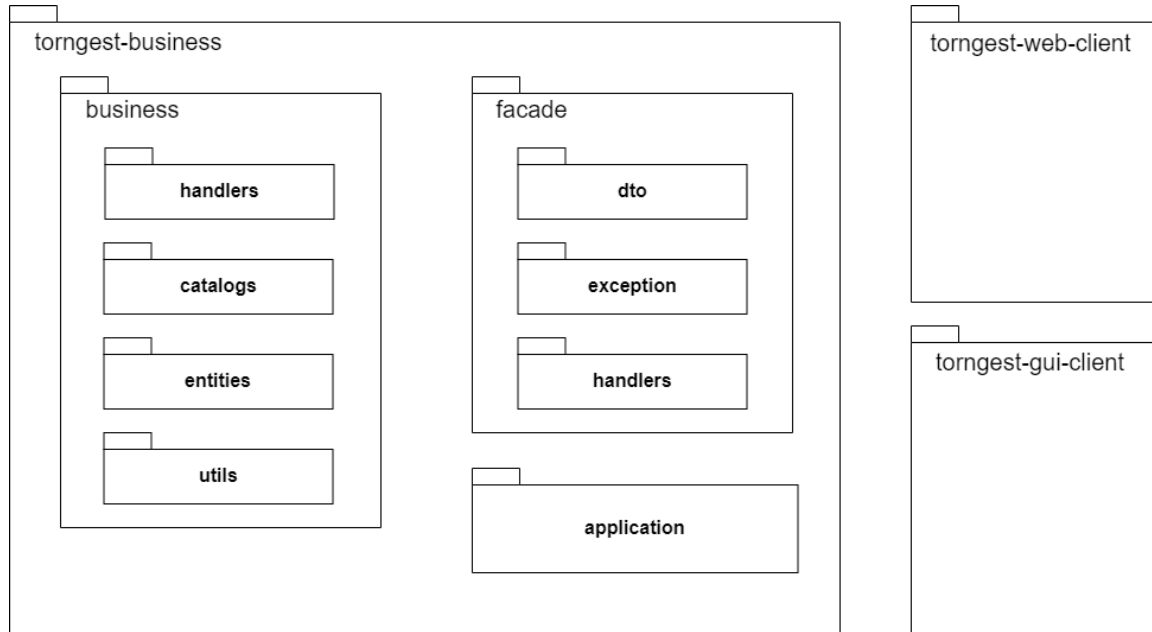 torngest-business
business
handlers
catalogs
entities
utils
facade
dto
exception
handlers
application
torngest-web-client
torngest-gui-client